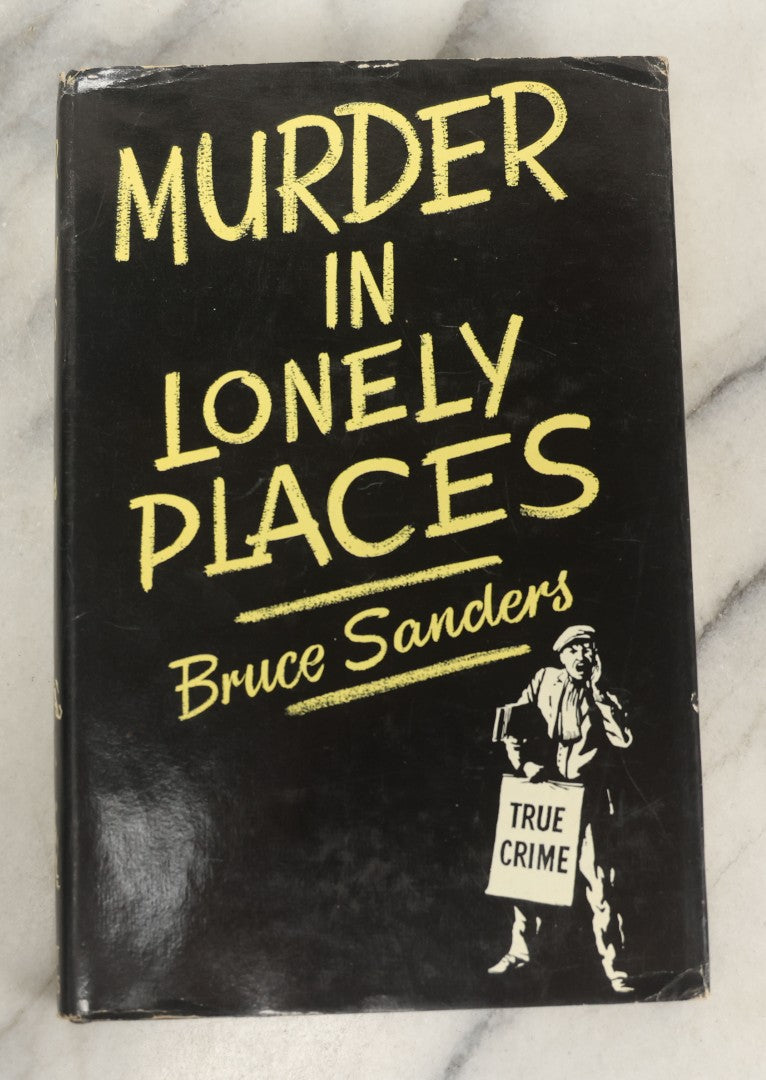 MURDER
IN
LONELY
PLACES
Bruce Sanders
TRUE
CRIME